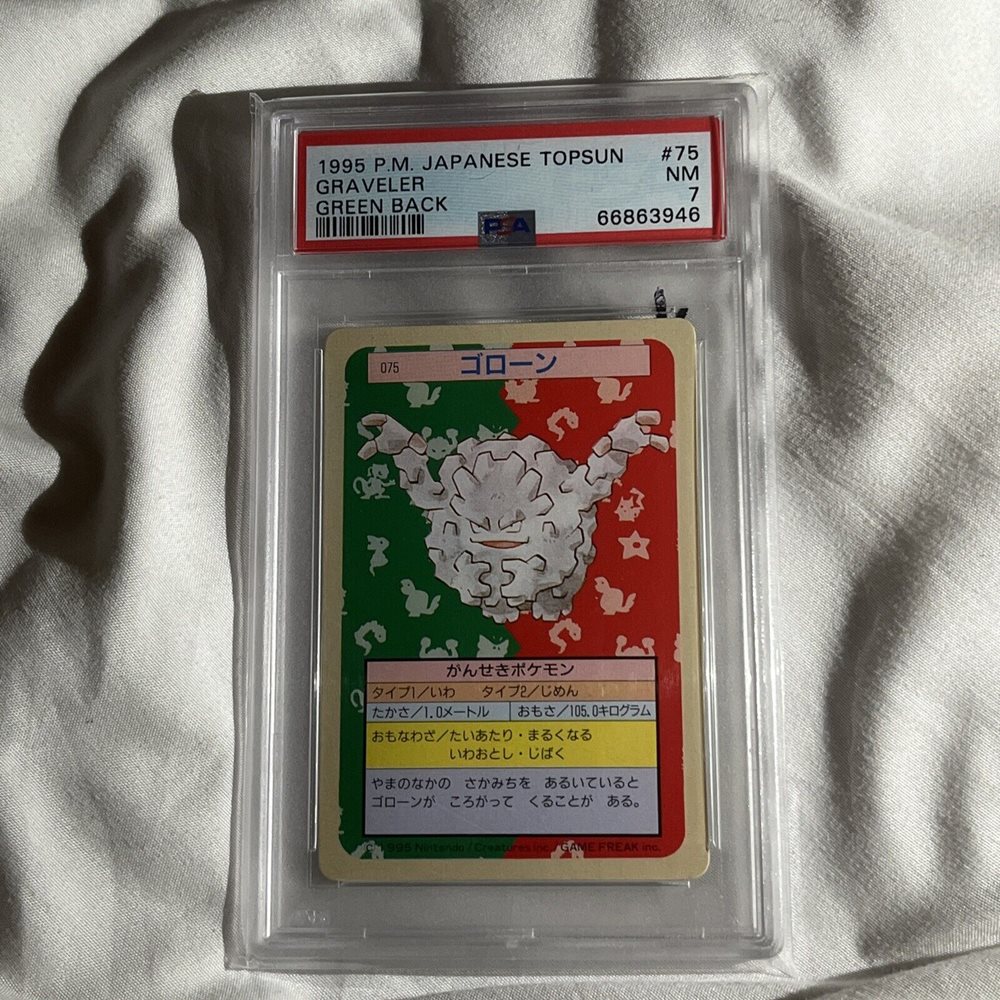 1995 P.M. JAPANESE TOPSUN #75
GRAVELER NM
GREEN BACK 7
PSA 66863946
075 ゴローン
がんせきポケモン
タイプ1/いわ タイプ2/じめん
たかさ/1.0メートル おもさ/105.0キログラム
おもなわざ/たいあたり・まるくなる
いわおとし・じばく
やまのなかの さかみちを あるいていると
ゴローンが ころがって くることが ある。
© 1995 Nintendo / Creatures inc. / GAME FREAK inc.